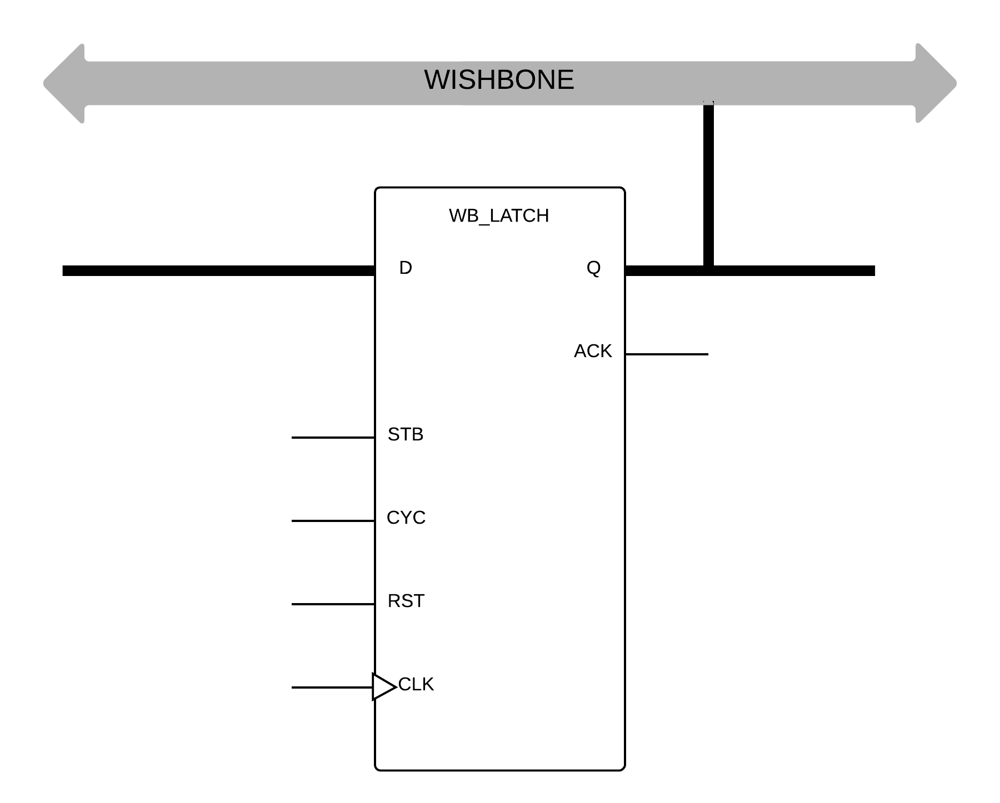 WISHBONE
WB_LATCH
D
Q
ACK
STB
CYC
RST
CLK